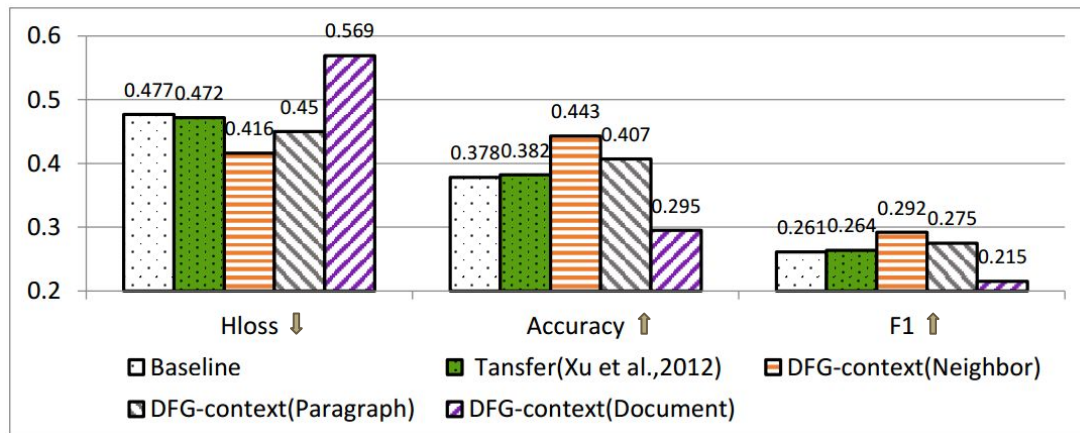 0.6
0.5
0.4
0.3
0.2
0.477
0.472
0.416
0.45
0.569
0.378
0.382
0.443
0.407
0.295
0.261
0.264
0.292
0.275
0.215
Hloss ⇓
Accuracy ⇑
F1 ⇑
Baseline
Tansfer(Xu et al.,2012)
DFG-context(Neighbor)
DFG-context(Paragraph)
DFG-context(Document)